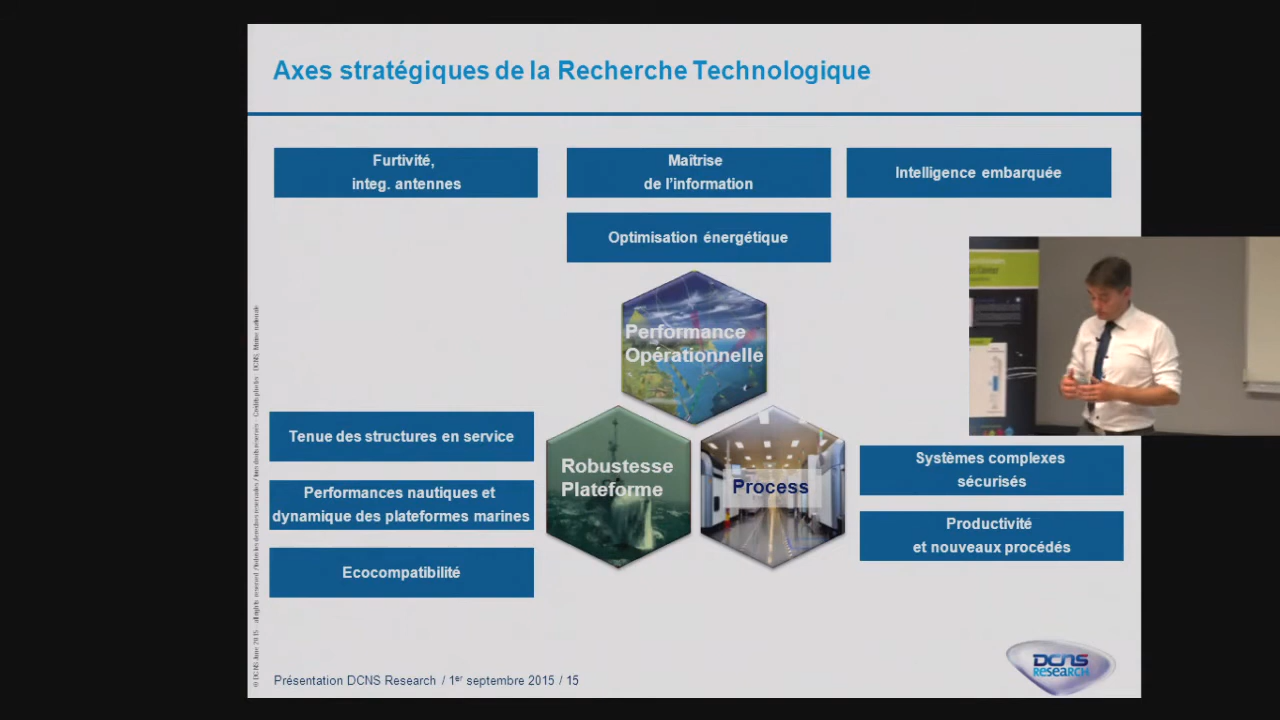 Axes stratégiques de la Recherche Technologique
Furtivité,
integ. antennes
Maîtrise
de l'information
Intelligence embarquée
Optimisation énergétique
Performance
Opérationnelle
Tenue des structures en service
Performances nautiques et
dynamique des plateformes marines
Ecocompatibilité
Robustesse
Plateforme
Process
Systèmes complexes
sécurisés
Productivité
et nouveaux procédés
Présentation DCNS Research / 1er septembre 2015 / 15
DCNS
RESEARCH